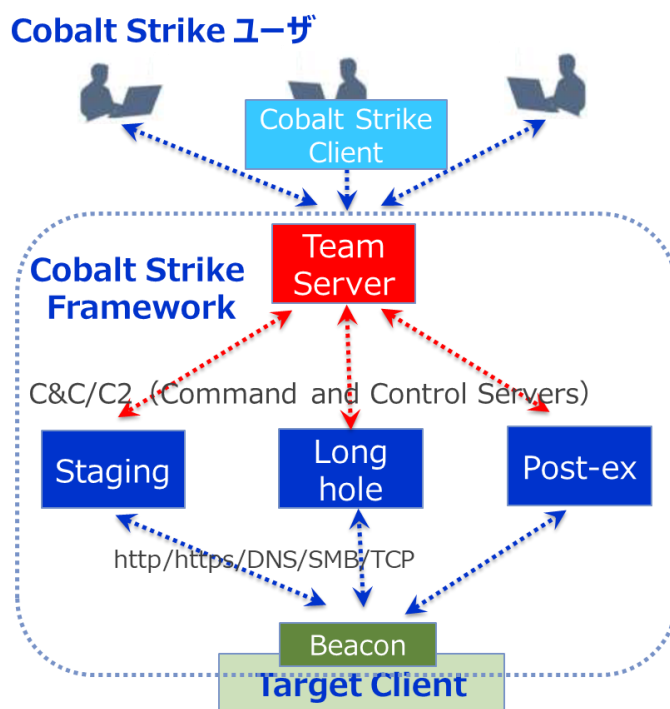 Cobalt Strike ユーザ
Cobalt Strike
Client
Team
Server
Cobalt Strike
Framework
C&C/C2（Command and Control Servers）
Staging
Long
hole
Post-ex
http/https/DNS/SMB/TCP
Beacon
Target Client